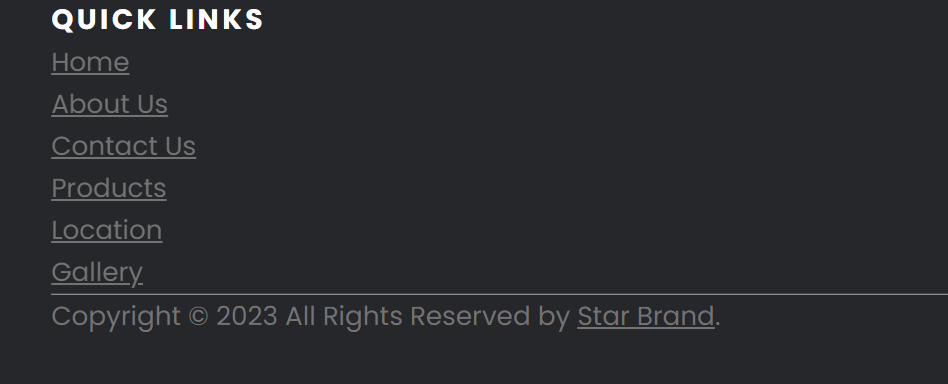 QUICK LINKS
Home
About Us
Contact Us
Products
Location
Gallery
Copyright © 2023 All Rights Reserved by Star Brand.